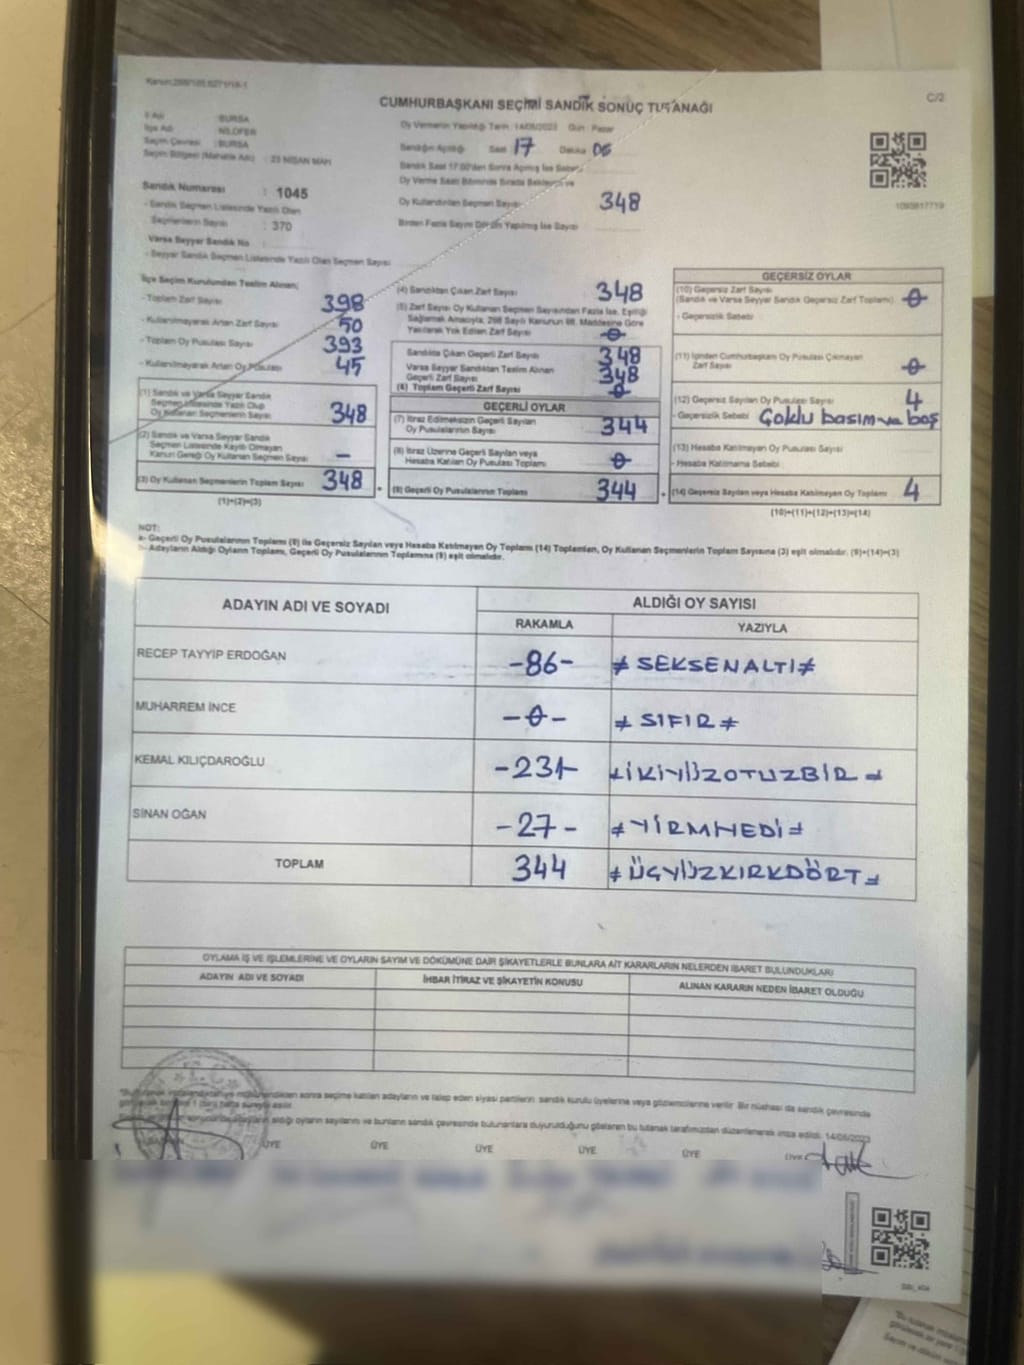 C/2
CUMHURBAŞKANI SEÇİMİ SANDIK SONUÇ TUTANAĞI
İli Adı : BURSA
İlçe Adı : NİLÜFER
Seçim Çevresi : BURSA
Seçim Bölgesi (Mahalle Adı) : 23 NİSAN MAH
Sandık Numarası : 1045
- Sandık Seçmen Listesinde Yazılı Olan
Seçmenlerin Sayısı : 370
Varsa Seyyar Sandık No
- Seyyar Sandık Seçmen Listesinde Yazılı Olan Seçmen Sayısı
Oy Vermenin Yapıldığı Tarih : 14/05/2023 Gün : Pazar
Sandığın Açıldığı Saat 17 Dakika 05
Sandık Saat 17:00'den Sonra Açılmış İse Sebebi
Oy Verme Saati Bitiminde Sırada Bekleyen ve
Oy Kullandırılan Seçmen Sayısı 348
Birden Fazla Sayım Döküm Yapılmış İse Sayısı
1093817719
İlçe Seçim Kurulundan Teslim Alınan;
- Toplam Zarf Sayısı 398
- Kullanılmayarak Artan Zarf Sayısı 50
- Toplam Oy Pusulası Sayısı 393
- Kullanılmayarak Artan Oy Pusulası 45
(1) Sandık ve Varsa Seyyar Sandık
Seçmen Listesinde Yazılı Olup
Oy Kullanan Seçmenlerin Sayısı 348
(2) Sandık ve Varsa Seyyar Sandık
Seçmen Listesinde Kayıtlı Olmayan
Kanun Gereği Oy Kullanan Seçmen Sayısı -
(3) Oy Kullanan Seçmenlerin Toplam Sayısı 348
(1)+(2)=(3)
(4) Sandıktan Çıkan Zarf Sayısı 348
(5) Zarf Sayısı Oy Kullanan Seçmen Sayısından Fazla İse, Eşitliği
Sağlamak Amacıyla, 298 Sayılı Kanunun 98. Maddesine Göre
Yakılarak Yok Edilen Zarf Sayısı 0
Sandıkta Çıkan Geçerli Zarf Sayısı 348
Varsa Seyyar Sandıktan Teslim Alınan
Geçerli Zarf Sayısı 348
(6) Toplam Geçerli Zarf Sayısı 0
GEÇERLİ OYLAR
(7) İtiraz Edilmeksizin Geçerli Sayılan
Oy Pusulalarının Sayısı 344
(8) İtiraz Üzerine Geçerli Sayılan veya
Hesaba Katılan Oy Pusulası Toplamı 0
(9) Geçerli Oy Pusulalarının Toplamı 344
GEÇERSİZ OYLAR
(10) Geçersiz Zarf Sayısı
(Sandık ve Varsa Seyyar Sandık Geçersiz Zarf Toplamı) 0
- Geçersizlik Sebebi
(11) İçinden Cumhurbaşkanı Oy Pusulası Çıkmayan
Zarf Sayısı 0
(12) Geçersiz Sayılan Oy Pusulası Sayısı 4
- Geçersizlik Sebebi Çoklu basım va boş
(13) Hesaba Katılmayan Oy Pusulası Sayısı
- Hesaba Katılmama Sebebi
(14) Geçersiz Sayılan veya Hesaba Katılmayan Oy Toplamı 4
(10)+(11)+(12)+(13)=(14)
NOT:
a- Geçerli Oy Pusulalarının Toplamı (9) ile Geçersiz Sayılan veya Hesaba Katılmayan Oy Toplamı (14) Toplamları, Oy Kullanan Seçmenlerin Toplam Sayısına (3) eşit olmalıdır. (9)+(14)=(3)
b- Adayların Aldığı Oyların Toplamı, Geçerli Oy Pusulalarının Toplamına (9) eşit olmalıdır.
ADAYIN ADI VE SOYADI ALDIĞI OY SAYISI
RAKAMLA YAZIYLA
RECEP TAYYİP ERDOĞAN -86- ≠ SEKSENALTI ≠
MUHARREM İNCE -0- ≠ SIFIR ≠
KEMAL KILIÇDAROĞLU -231- ≠ İKİYÜZOTUZBİR ≠
SİNAN OĞAN -27- ≠ YİRMİYEDİ ≠
TOPLAM 344 ≠ ÜÇYÜZKIRKDÖRT ≠
OYLAMA İŞ VE İŞLEMLERİNE VE OYLARIN SAYIM VE DÖKÜMÜNE DAİR ŞİKAYETLERLE BUNLARA AİT KARARLARIN NELERDEN İBARET BULUNDUKLARI
ADAYIN ADI VE SOYADI İHBAR İTİRAZ VE ŞİKAYETİN KONUSU ALINAN KARARIN NEDEN İBARET OLDUĞU
sonra seçime katılan adayların ve talep eden siyasi partilerin sandık kurulu üyelerine veya gözlemcilerine verilir. Bir nüshası da sandık çevresinde
aldığı oyların sayılarını ve bunların sandık çevresinde bulunanlara duyurulduğunu gösteren bu tutanak tarafımızdan düzenlenerek imza edildi. 14/05/2023
ÜYE ÜYE ÜYE ÜYE ÜYE ÜYE